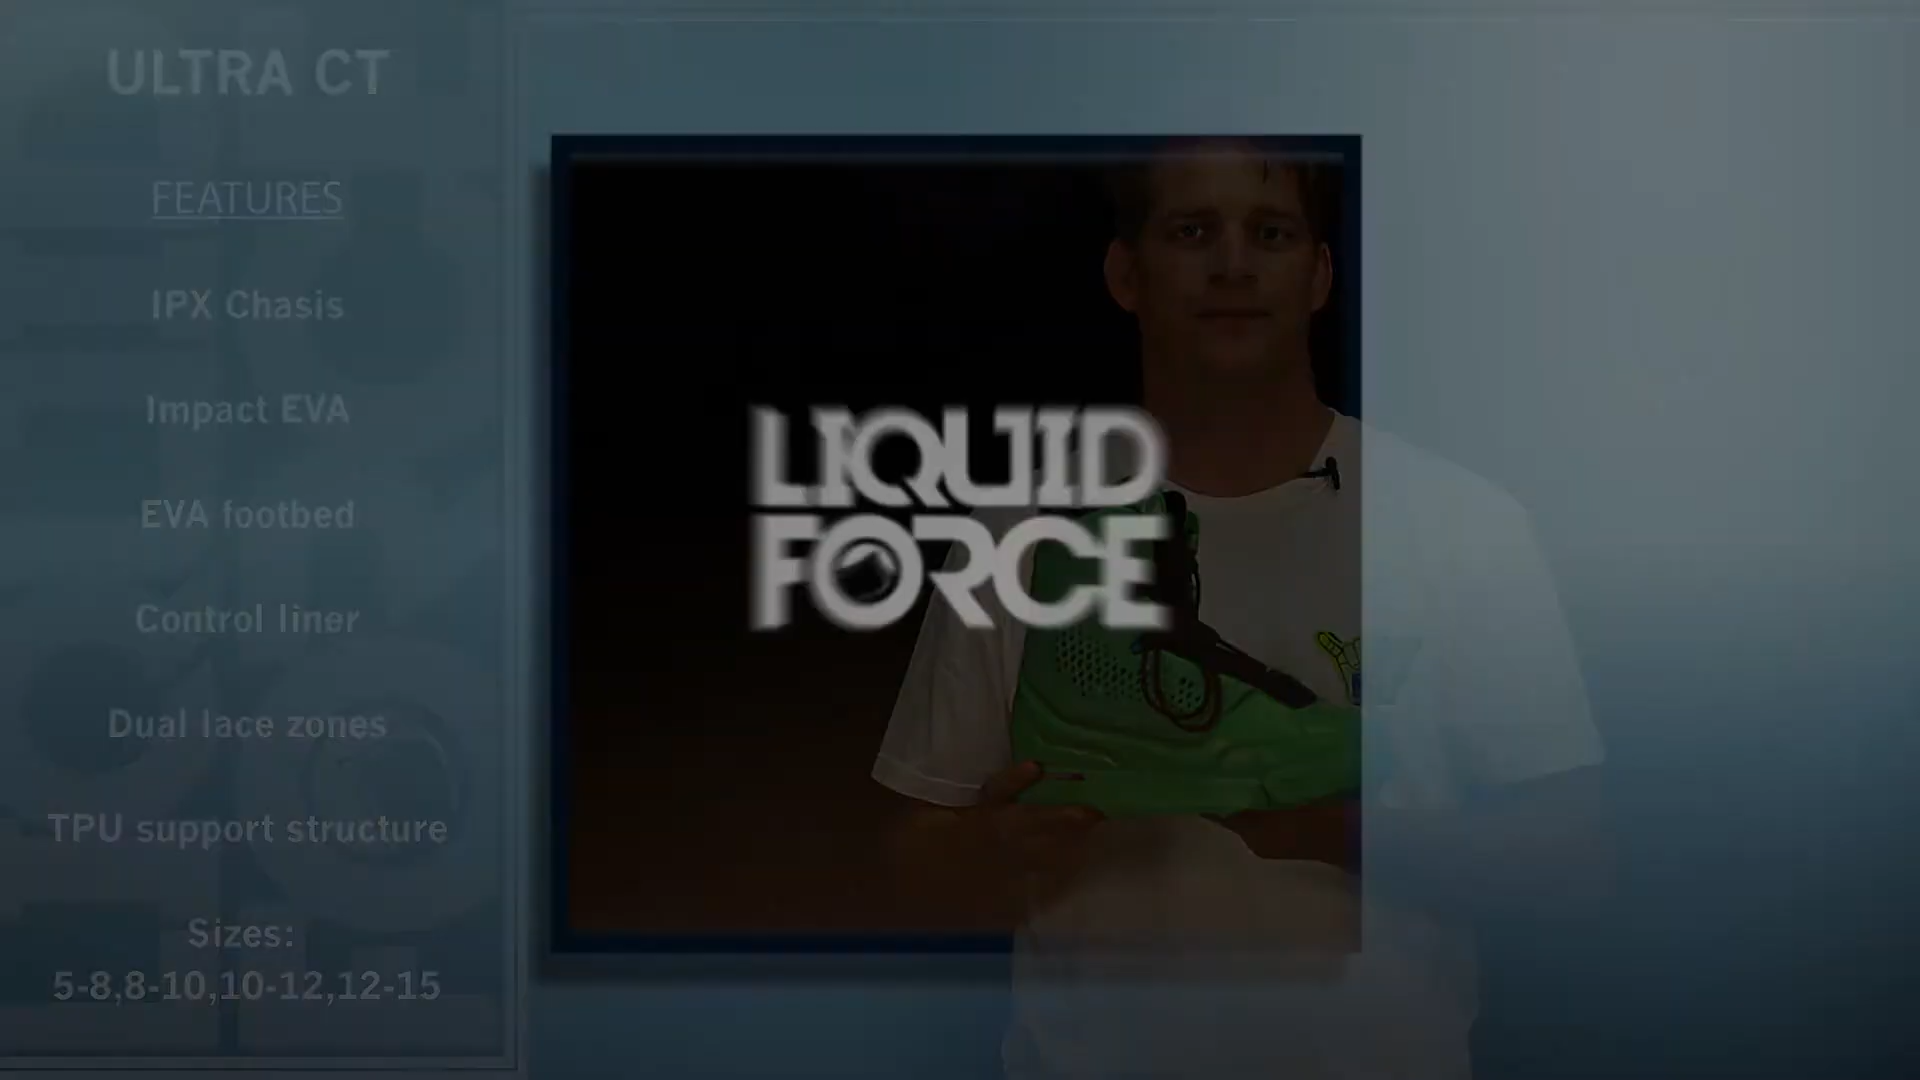 ULTRA CT
FEATURES
IPX Chasis
Impact EVA
EVA footbed
Control liner
Dual lace zones
TPU support structure
Sizes:
5-8,8-10,10-12,12-15
LIQUID
FORCE